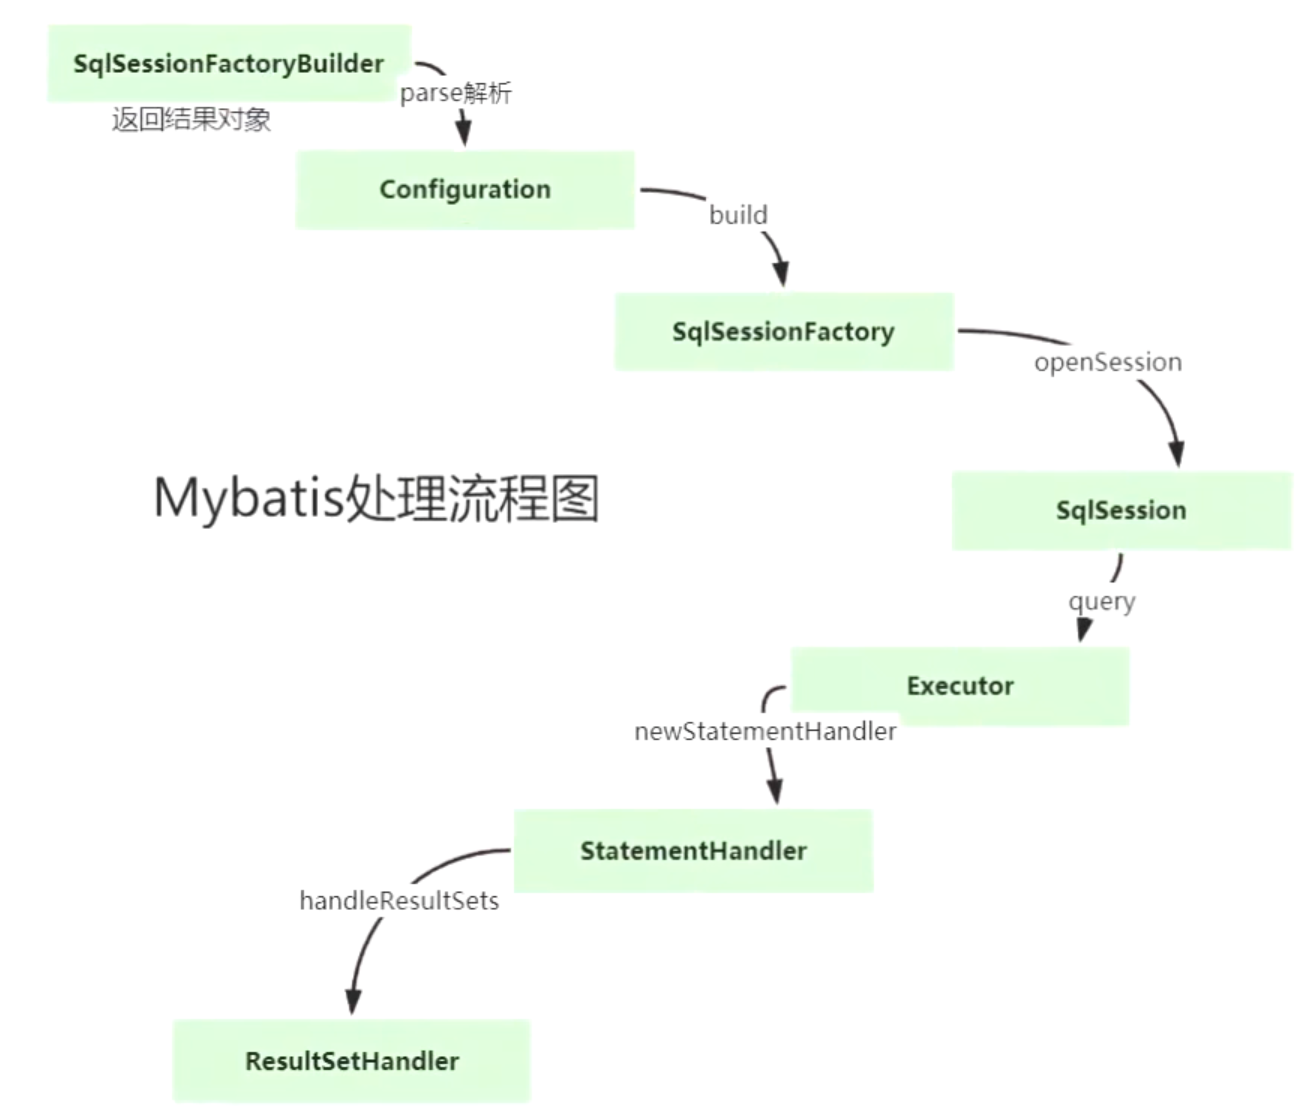 SqlSessionFactoryBuilder
parse解析
返回结果对象
Configuration
build
SqlSessionFactory
openSession
Mybatis处理流程图
SqlSession
query
Executor
newStatementHandler
StatementHandler
handleResultSets
ResultSetHandler